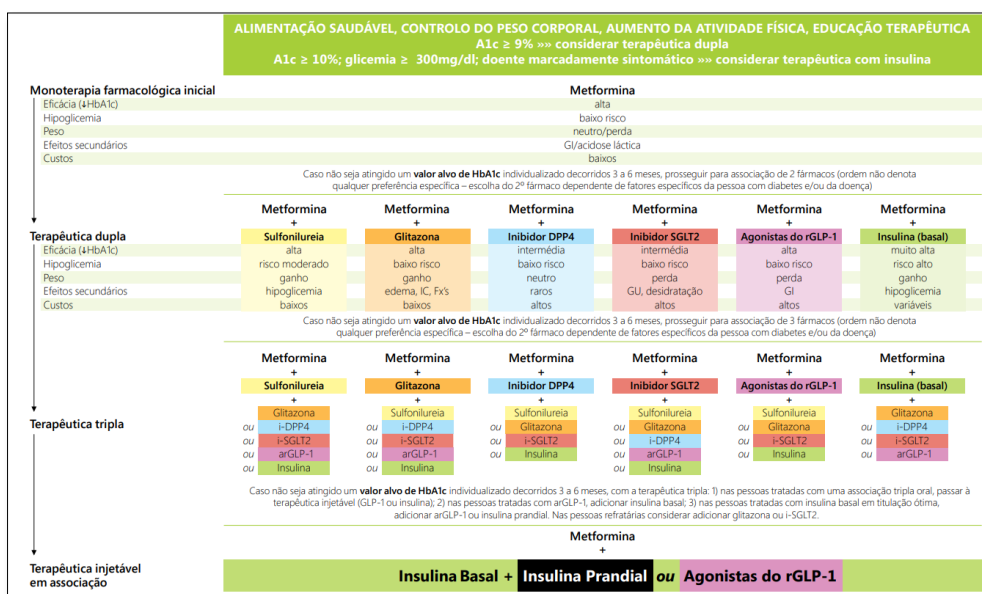 ALIMENTAÇÃO SAUDÁVEL, CONTROLO DO PESO CORPORAL, AUMENTO DA ATIVIDADE FÍSICA, EDUCAÇÃO TERAPÊUTICA
A1c ≥ 9% »» considerar terapêutica dupla
A1c ≥ 10%; glicemia ≥ 300mg/dl; doente marcadamente sintomático »» considerar terapêutica com insulina
Monoterapia farmacológica inicial Metformina
Eficácia (↓HbA1c) alta
Hipoglicemia baixo risco
Peso neutro/perda
Efeitos secundários GI/acidose láctica
Custos baixos
Caso não seja atingido um valor alvo de HbA1c individualizado decorridos 3 a 6 meses, prosseguir para associação de 2 fármacos (ordem não denota
qualquer preferência específica – escolha do 2º fármaco dependente de fatores específicos da pessoa com diabetes e/ou da doença)
Metformina Metformina Metformina Metformina Metformina Metformina
+ + + + + +
Terapêutica dupla Sulfonilureia Glitazona Inibidor DPP4 Inibidor SGLT2 Agonistas do rGLP-1 Insulina (basal)
Eficácia (↓HbA1c) alta alta intermédia intermédia alta muito alta
Hipoglicemia risco moderado baixo risco baixo risco baixo risco baixo risco risco alto
Peso ganho ganho neutro perda perda ganho
Efeitos secundários hipoglicemia edema, IC, Fx's raros GU, desidratação GI hipoglicemia
Custos baixos baixos altos altos altos variáveis
Caso não seja atingido um valor alvo de HbA1c individualizado decorridos 3 a 6 meses, prosseguir para associação de 3 fármacos (ordem não denota
qualquer preferência específica – escolha do 2º fármaco dependente de fatores específicos da pessoa com diabetes e/ou da doença)
Metformina Metformina Metformina Metformina Metformina Metformina
+ + + + + +
Sulfonilureia Glitazona Inibidor DPP4 Inibidor SGLT2 Agonistas do rGLP-1 Insulina (basal)
+ + + + + +
Glitazona Sulfonilureia Sulfonilureia Sulfonilureia Sulfonilureia Glitazona
Terapêutica tripla ou i-DPP4 ou i-DPP4 ou Glitazona ou Glitazona ou Glitazona ou i-DPP4
ou i-SGLT2 ou i-SGLT2 ou i-SGLT2 ou i-DPP4 ou i-SGLT2 ou i-SGLT2
ou arGLP-1 ou arGLP-1 ou Insulina ou arGLP-1 ou Insulina ou arGLP-1
ou Insulina ou Insulina ou Insulina
Caso não seja atingido um valor alvo de HbA1c individualizado decorridos 3 a 6 meses, com a terapêutica tripla: 1) nas pessoas tratadas com uma associação tripla oral, passar à
terapêutica injetável (GLP-1 ou insulina); 2) nas pessoas tratadas com arGLP-1, adicionar insulina basal; 3) nas pessoas tratadas com insulina basal em titulação ótima,
adicionar arGLP-1 ou insulina prandial. Nas pessoas refratárias considerar adicionar glitazona ou i-SGLT2.
Metformina
+
Terapêutica injetável
em associação
Insulina Basal + Insulina Prandial ou Agonistas do rGLP-1